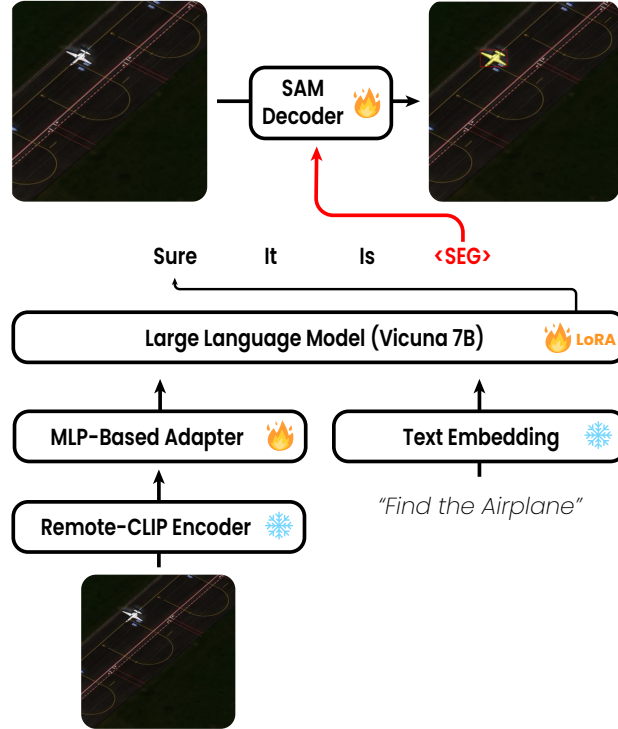 SAM
Decoder
Sure It Is <SEG>
Large Language Model (Vicuna 7B) LoRA
MLP-Based Adapter
Text Embedding
Remote-CLIP Encoder
“Find the Airplane”